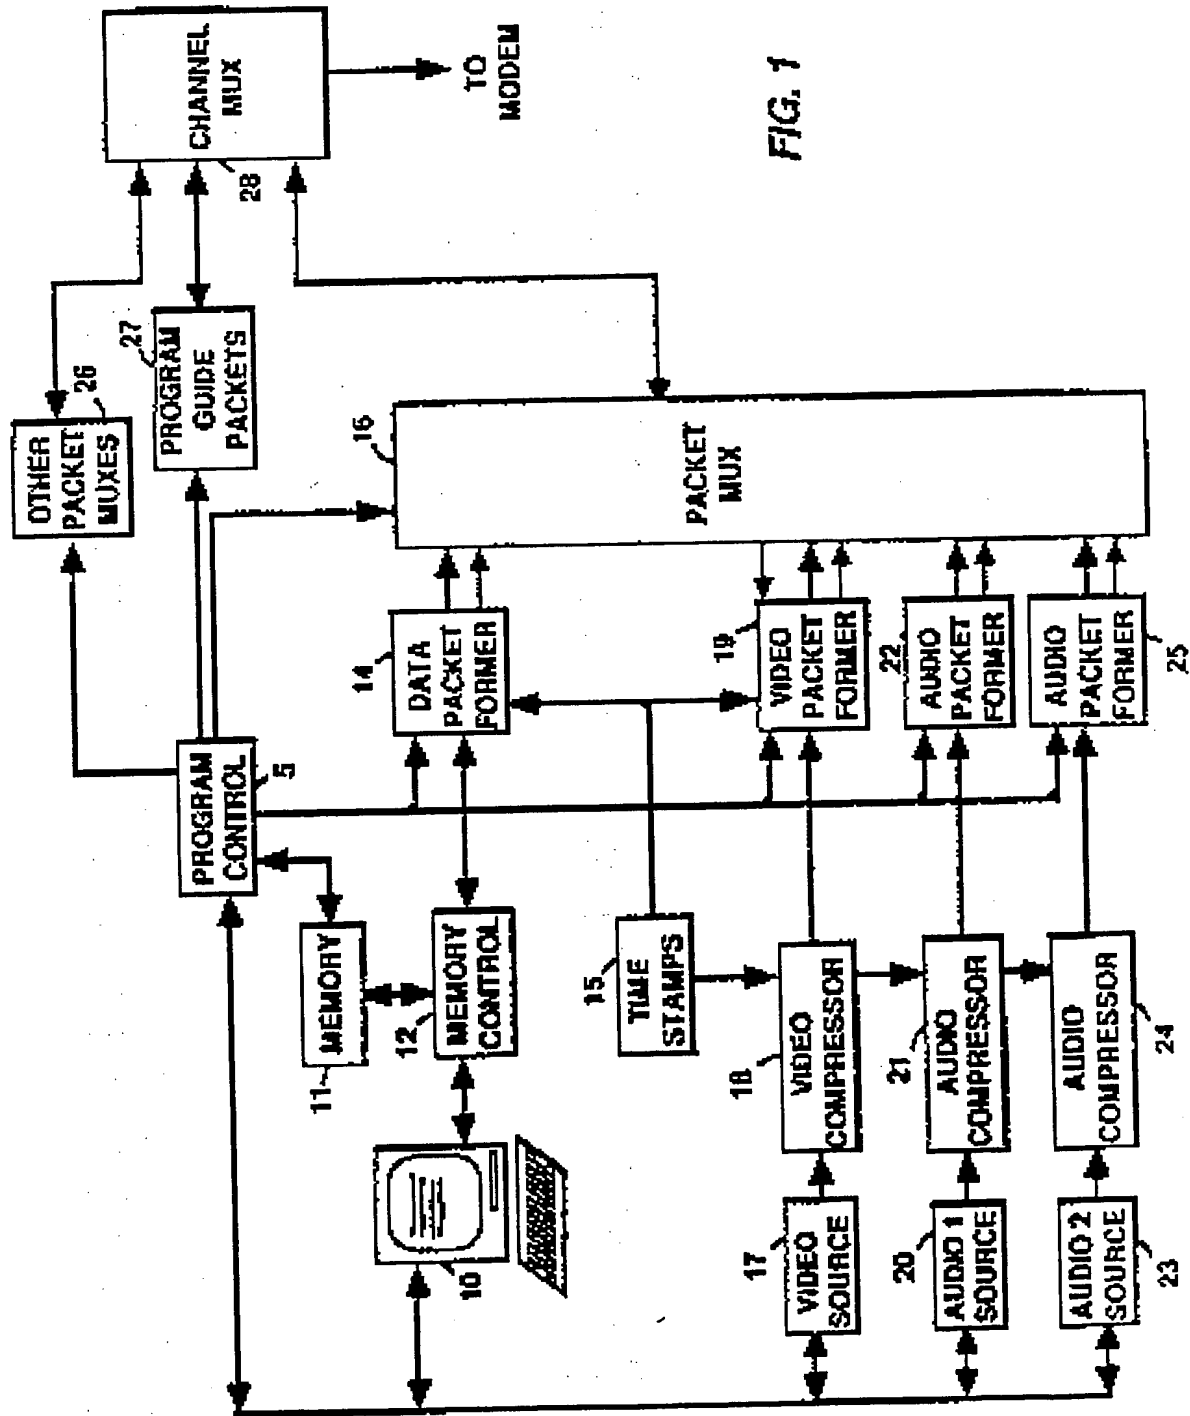 OTHER
PACKET
MUXES
26
PROGRAM
GUIDE
PACKETS
27
CHANNEL
MUX
28
TO
MODEM
PROGRAM
CONTROL
5
MEMORY
11
MEMORY
CONTROL
12
10
DATA
PACKET
FORMER
14
PACKET
MUX
16
TIME
STAMPS
15
VIDEO
SOURCE
17
VIDEO
COMPRESSOR
18
VIDEO
PACKET
FORMER
19
AUDIO 1
SOURCE
20
AUDIO
COMPRESSOR
21
AUDIO
PACKET
FORMER
22
AUDIO 2
SOURCE
23
AUDIO
COMPRESSOR
24
AUDIO
PACKET
FORMER
25
FIG. 1